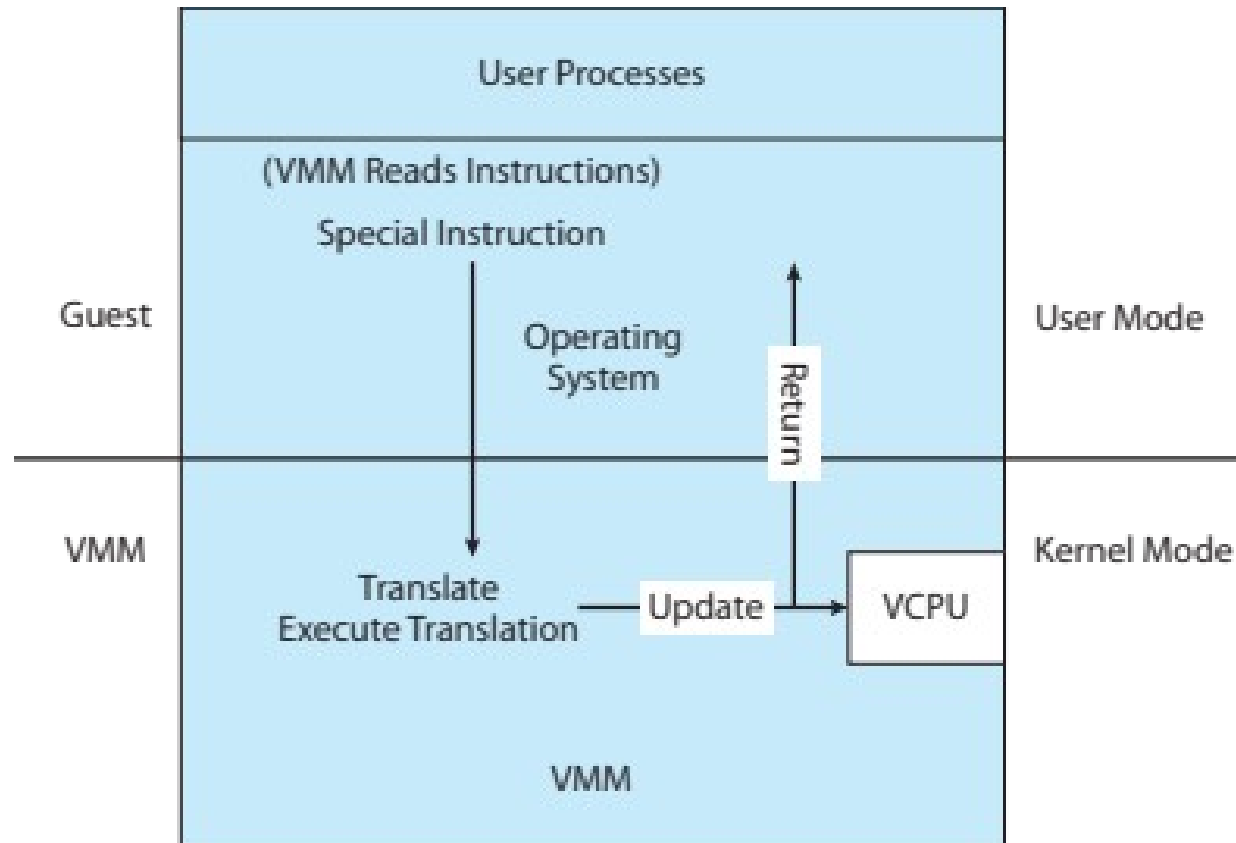 User Processes
(VMM Reads Instructions)
Special Instruction
Guest
User Mode
Operating
System
Return
VMM
Kernel Mode
Translate
Execute Translation
Update
VCPU
VMM